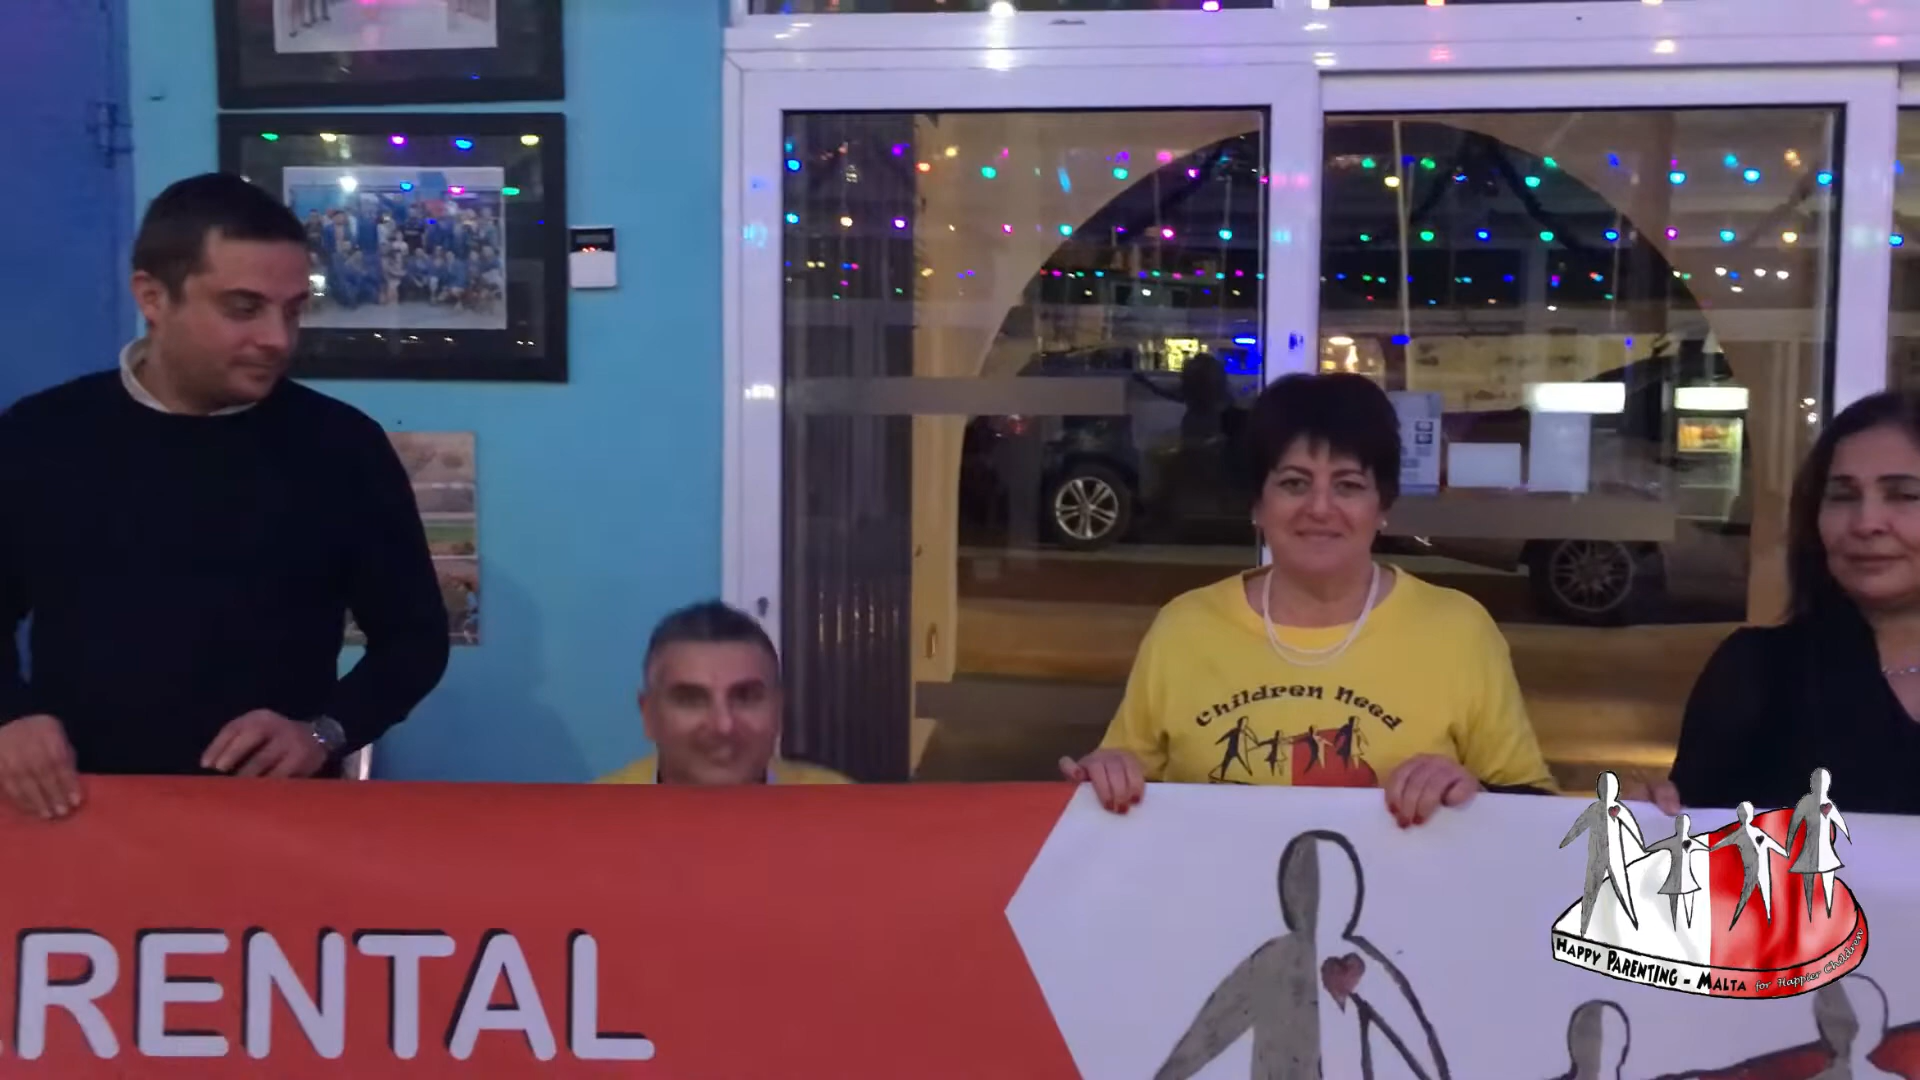 Children Need
RENTAL
HAPPY PARENTING - MALTA for Happier Children